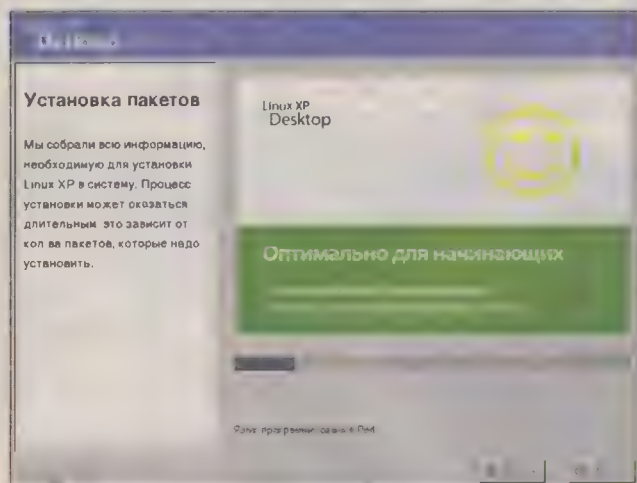 Установка пакетов
Мы собрали всю информацию,
необходимую для установки
Linux XP в систему. Процесс
установки может оказаться
длительным это зависит от
кол ва пакетов, которые надо
установить.
Linux XP
Desktop
Оптимально для начинающих